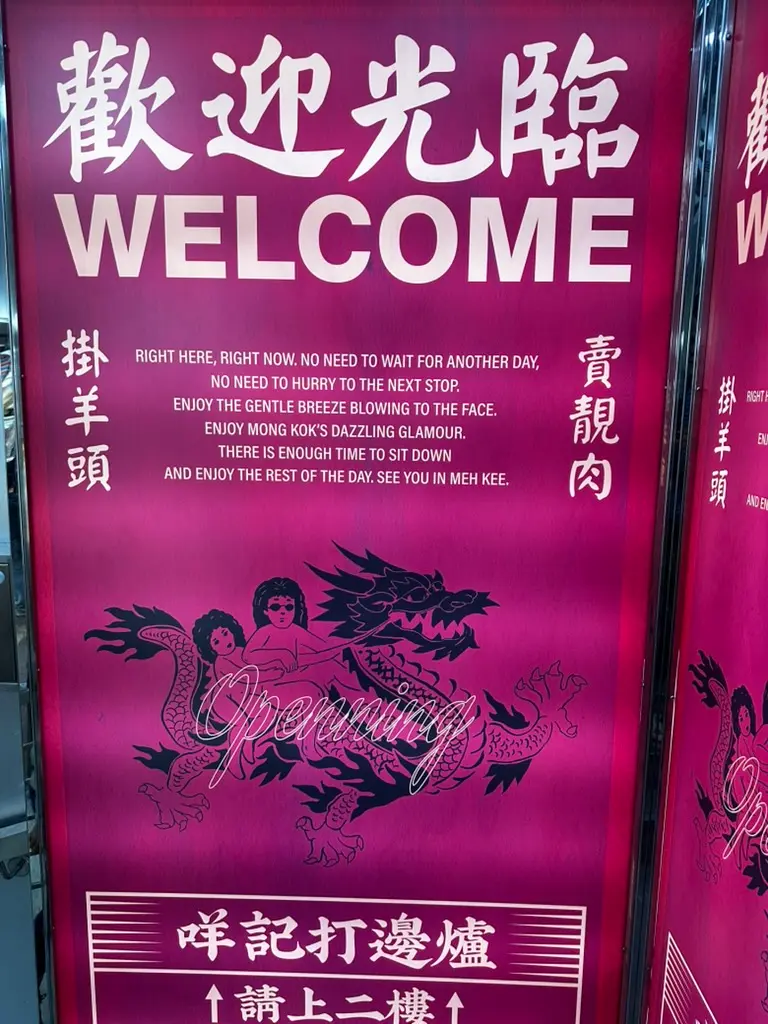 歡迎光臨
WELCOME
掛羊頭
RIGHT HERE, RIGHT NOW. NO NEED TO WAIT FOR ANOTHER DAY,
NO NEED TO HURRY TO THE NEXT STOP.
ENJOY THE GENTLE BREEZE BLOWING TO THE FACE.
ENJOY MONG KOK'S DAZZLING GLAMOUR.
THERE IS ENOUGH TIME TO SIT DOWN
AND ENJOY THE REST OF THE DAY. SEE YOU IN MEH KEE.
賣靚肉
Openning
咩記打邊爐
↑請上二樓↑
掛羊頭